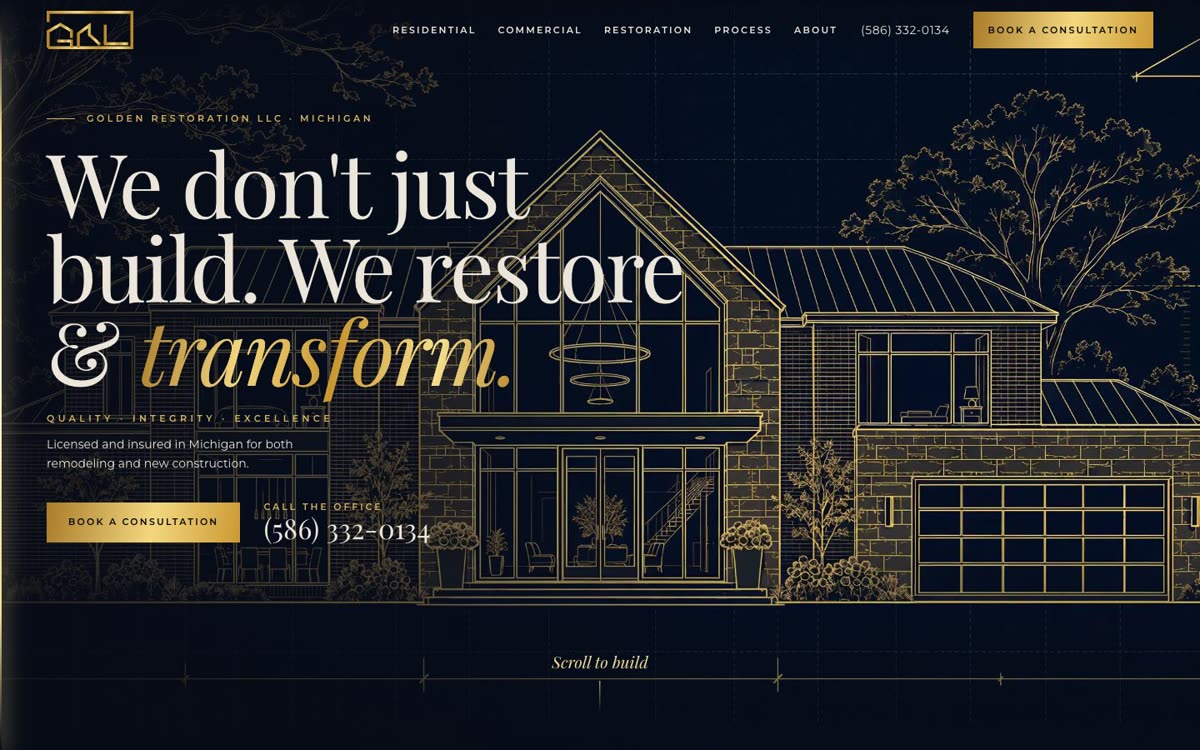 GAL
RESIDENTIAL COMMERCIAL RESTORATION PROCESS ABOUT (586) 332-0134 BOOK A CONSULTATION
GOLDEN RESTORATION LLC · MICHIGAN
We don't just
build. We restore
& transform.
QUALITY · INTEGRITY · EXCELLENCE
Licensed and insured in Michigan for both
remodeling and new construction.
BOOK A CONSULTATION
CALL THE OFFICE
(586) 332-0134
Scroll to build